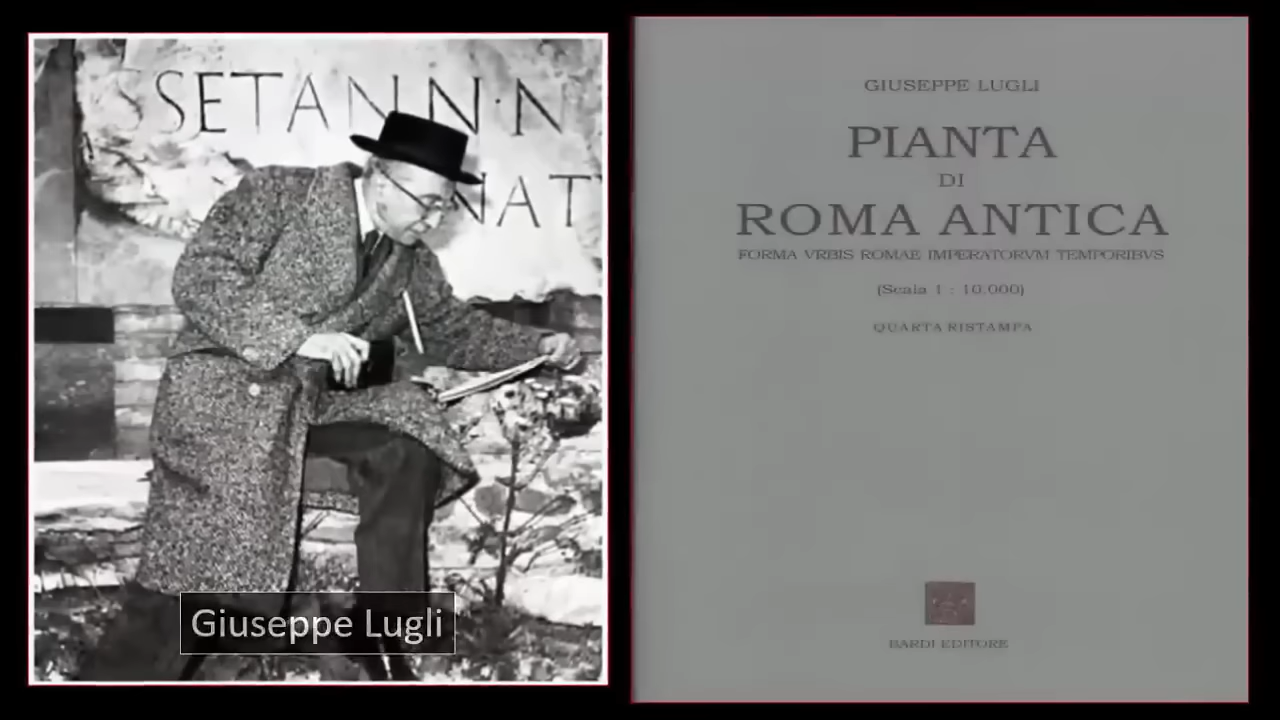 SSETANN·N
NAT
Giuseppe Lugli
GIUSEPPE LUGLI
PIANTA
DI
ROMA ANTICA
FORMA VRBIS ROMAE IMPERATORVM TEMPORIBVS
(Scala 1 : 10.000)
QUARTA RISTAMPA
BARDI EDITORE